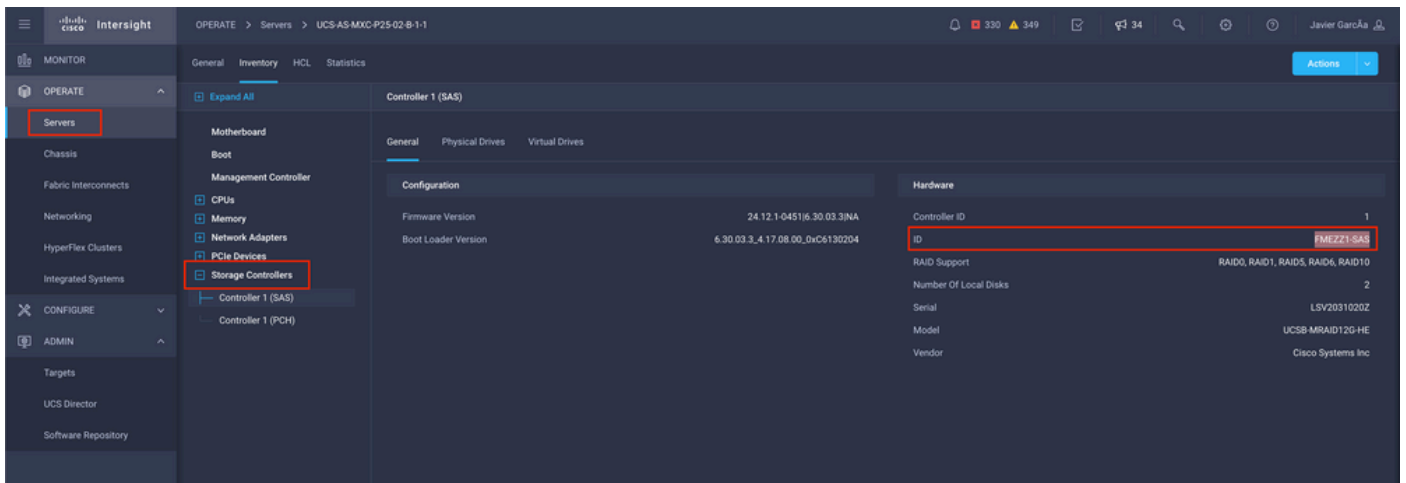 cisco Intersight
OPERATE > Servers > UCS-AS-MXC-P25-02-B-1-1
330 349 34 Javier GarcÃa
MONITOR
OPERATE
Servers
Chassis
Fabric Interconnects
Networking
HyperFlex Clusters
Integrated Systems
CONFIGURE
ADMIN
Targets
UCS Director
Software Repository
General Inventory HCL Statistics
Actions
Expand All
Motherboard
Boot
Management Controller
CPUs
Memory
Network Adapters
PCIe Devices
Storage Controllers
Controller 1 (SAS)
Controller 1 (PCH)
Controller 1 (SAS)
General Physical Drives Virtual Drives
Configuration
Firmware Version 24.12.1-0451|6.30.03.3|NA
Boot Loader Version 6.30.03.3_4.17.08.00_0xC6130204
Hardware
Controller ID 1
ID FMEZZ1-SAS
RAID Support RAID0, RAID1, RAID5, RAID6, RAID10
Number Of Local Disks 2
Serial LSV2031020Z
Model UCSB-MRAID12G-HE
Vendor Cisco Systems Inc